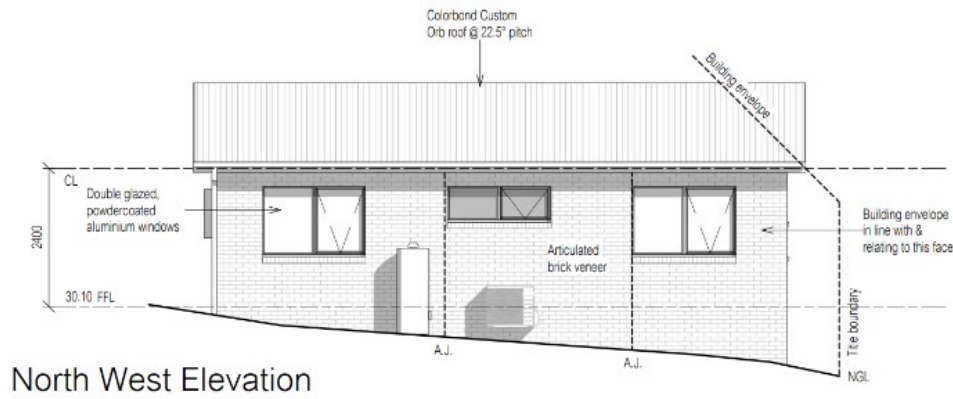 Colorbond Custom
Orb roof @ 22.5° pitch
Building envelope
CL
Double glazed,
powdercoated
aluminium windows
2400
Building envelope
in line with &
relating to this face
Articulated
brick veneer
30.10 FFL
Title boundary
A.J.
A.J.
NGL
North West Elevation